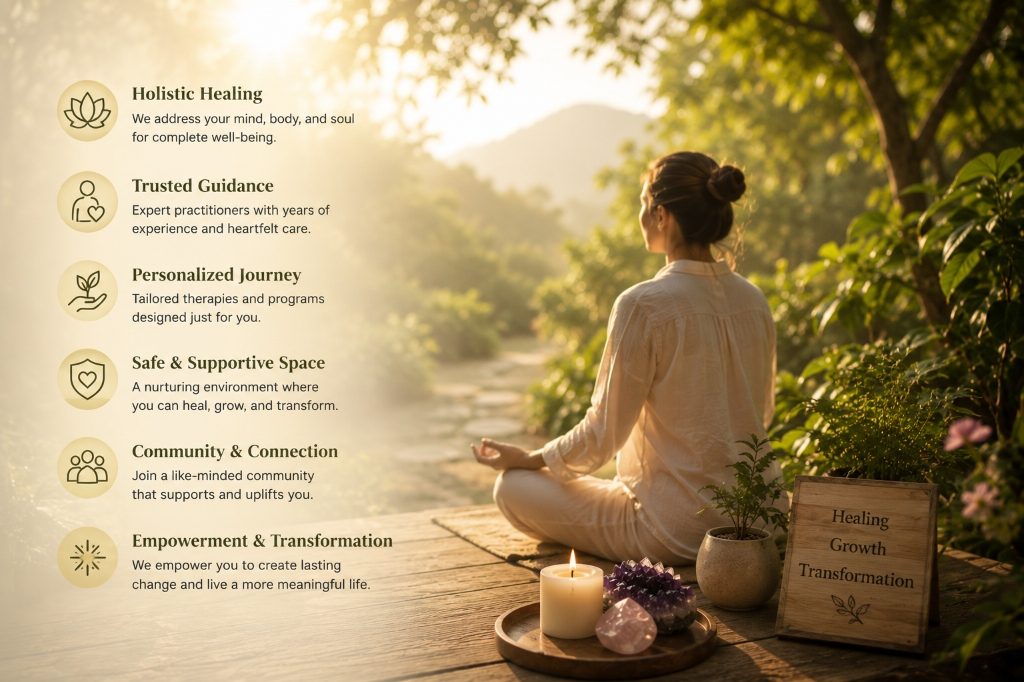 Holistic Healing
We address your mind, body, and soul
for complete well-being.
Trusted Guidance
Expert practitioners with years of
experience and heartfelt care.
Personalized Journey
Tailored therapies and programs
designed just for you.
Safe & Supportive Space
A nurturing environment where
you can heal, grow, and transform.
Community & Connection
Join a like-minded community
that supports and uplifts you.
Empowerment & Transformation
We empower you to create lasting
change and live a more meaningful life.
Healing
Growth
Transformation